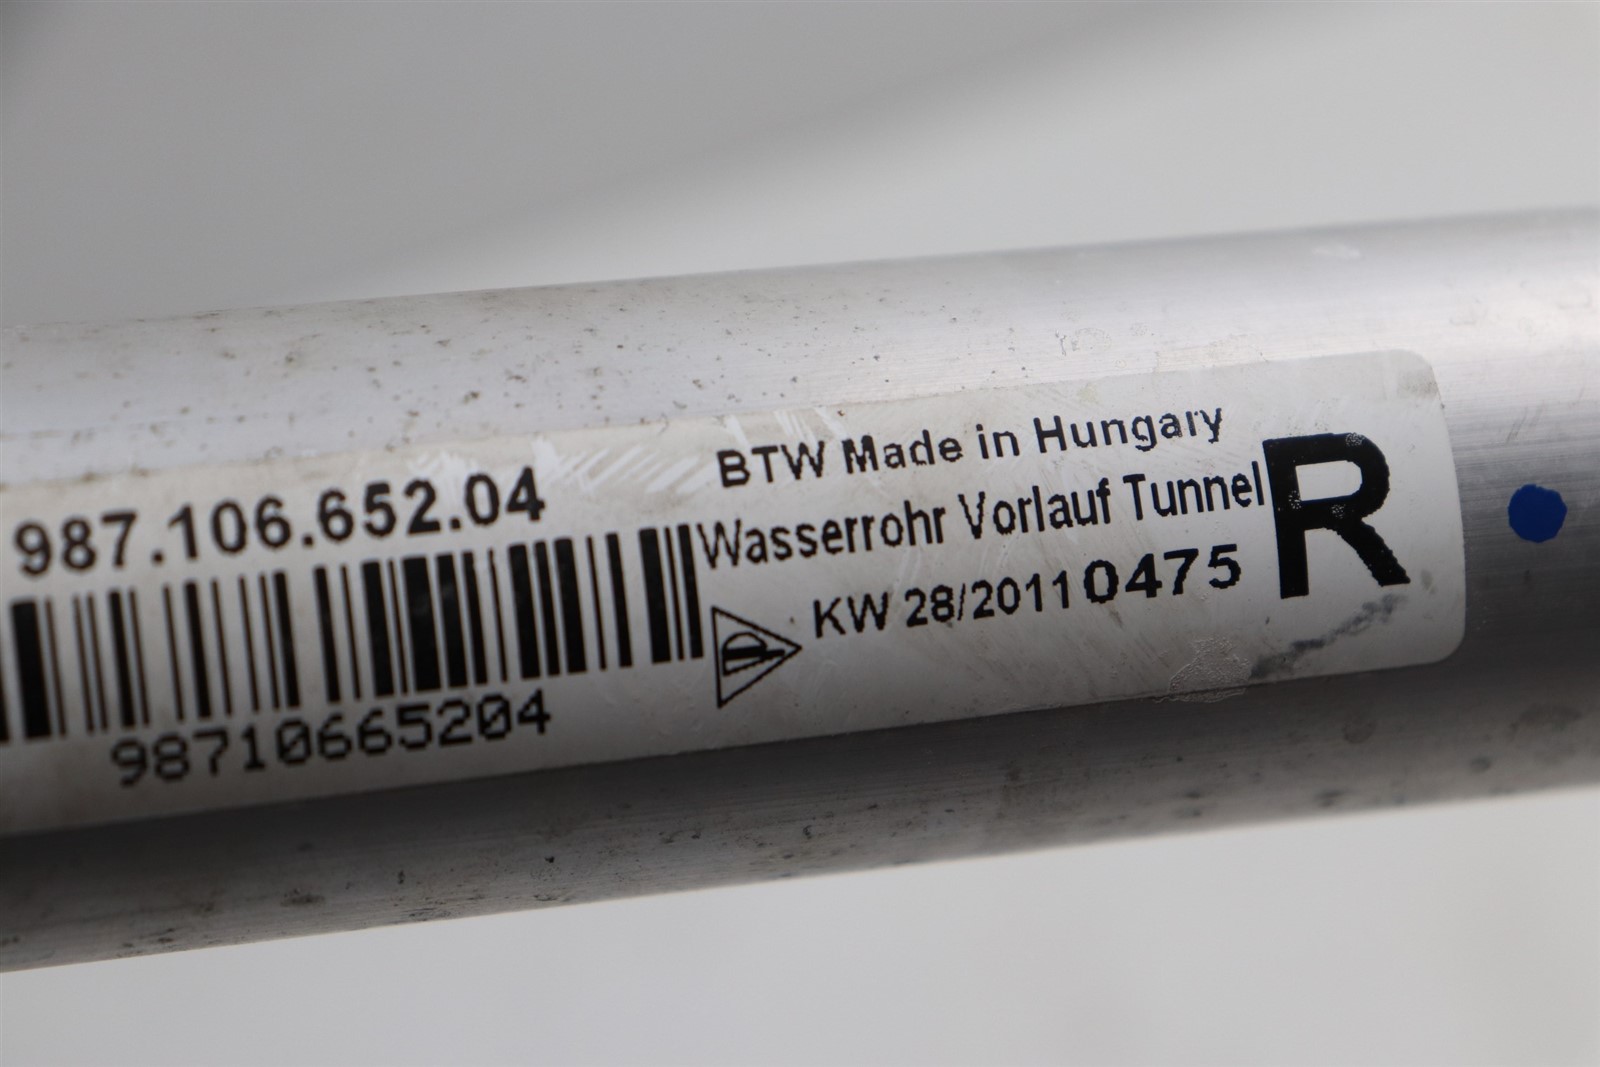 987.106.652.04
98710665204
BTW Made in Hungary
Wasserrohr Vorlauf Tunnel
KW 28/2011 0475
R